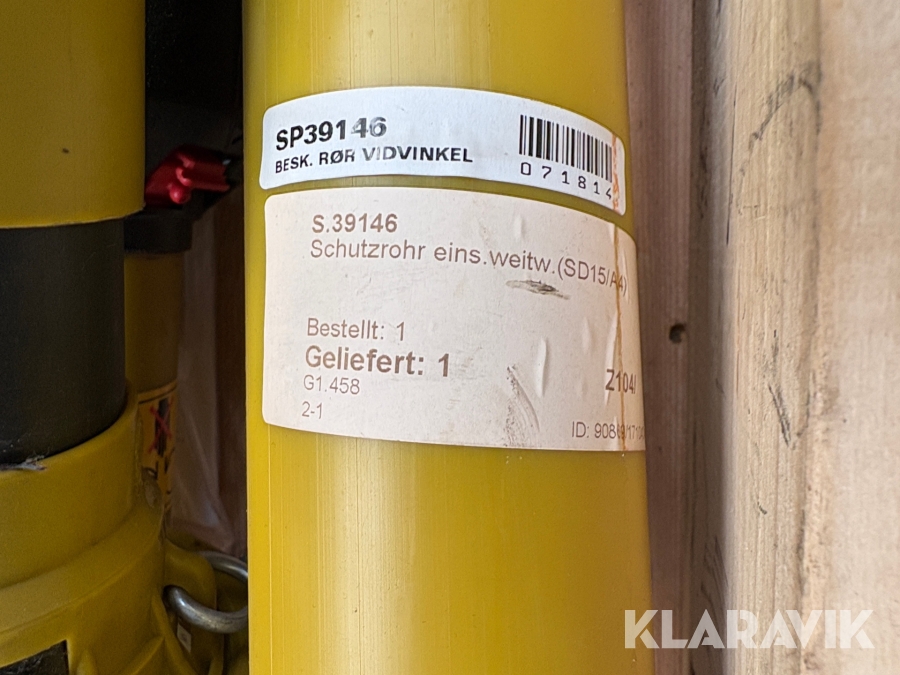 SP39146
BESK. RØR VIDVINKEL
071814
S.39146
Schutzrohr eins.weitw.(SD15/A4)
Bestellt: 1
Geliefert: 1
G1.458
2-1
Z104/
ID:
KLARAVIK